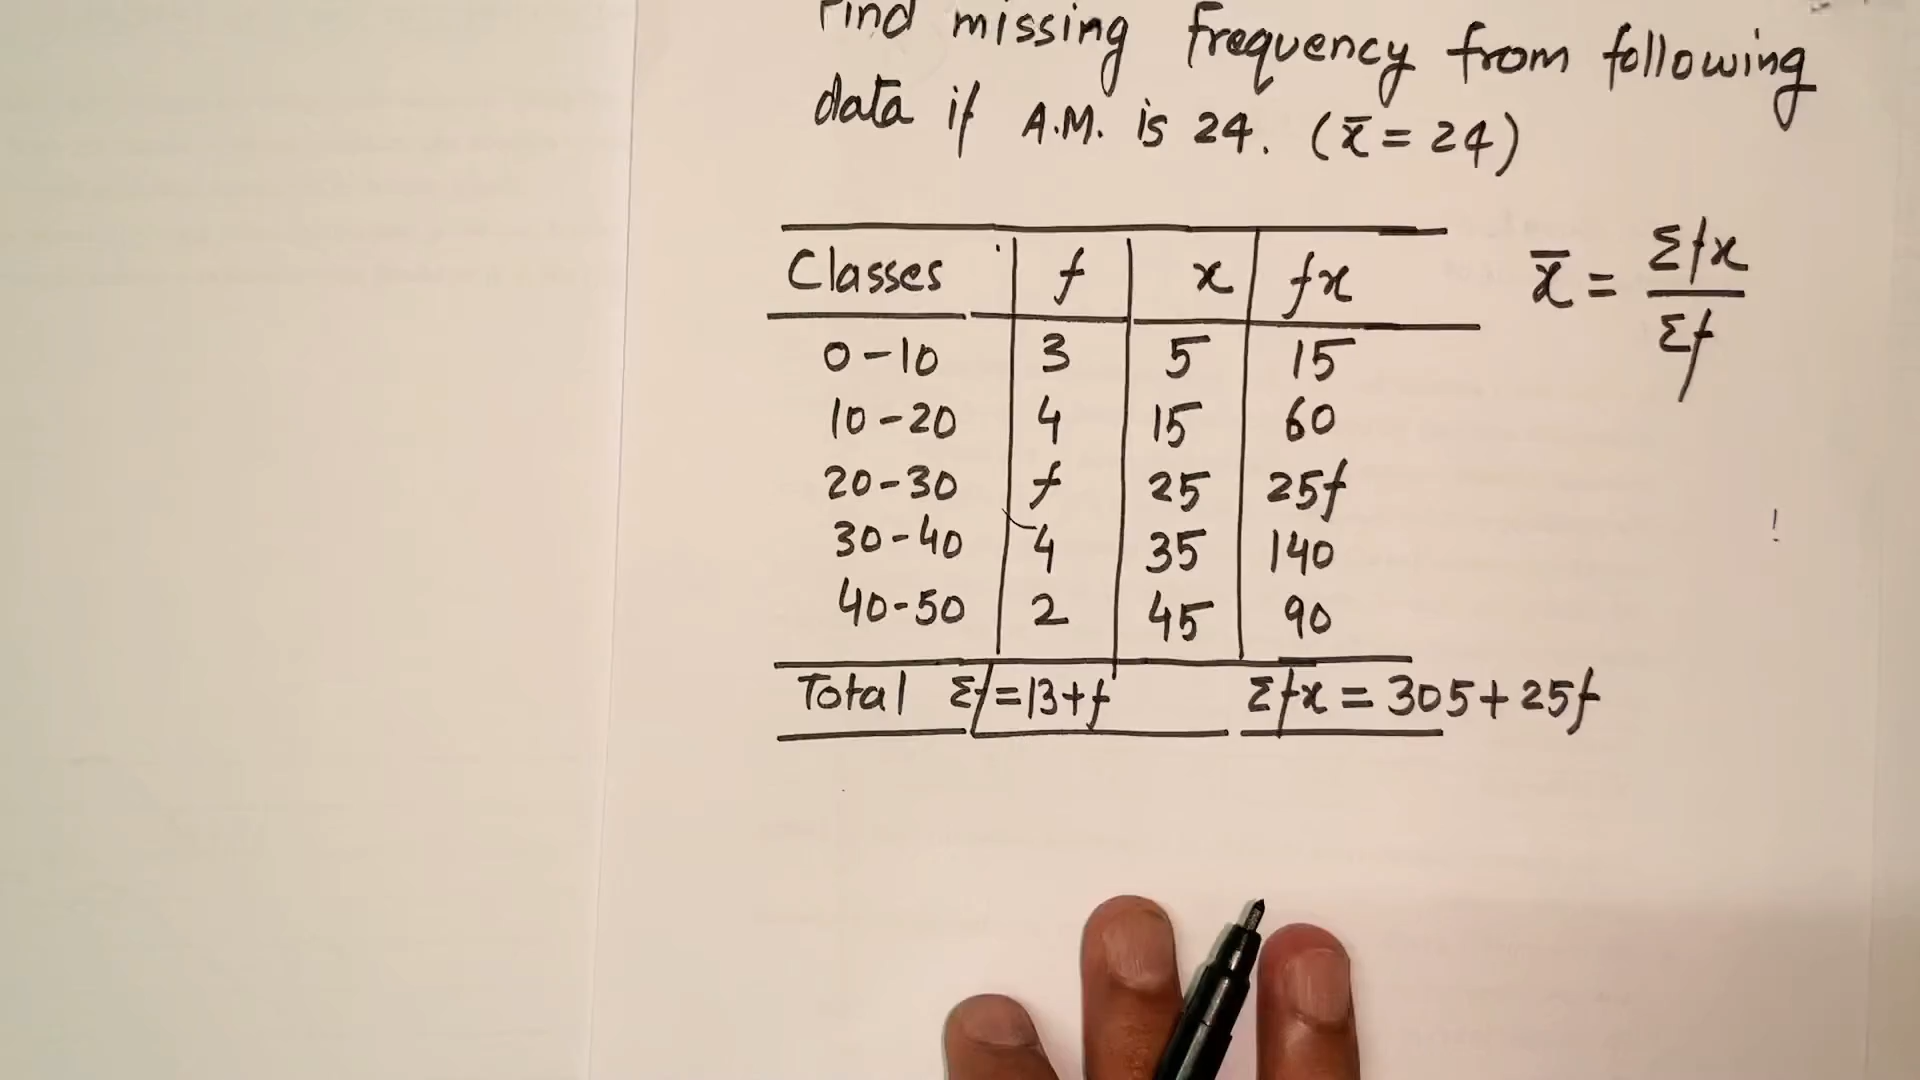 Find missing frequency from following
data if A.M. is 24. (x̄ = 24)
Classes f x fx
x̄ = Σfx / Σf
0-10 3 5 15
10-20 4 15 60
20-30 f 25 25f
30-40 4 35 140
40-50 2 45 90
Total Σf=13+f Σfx = 305+25f